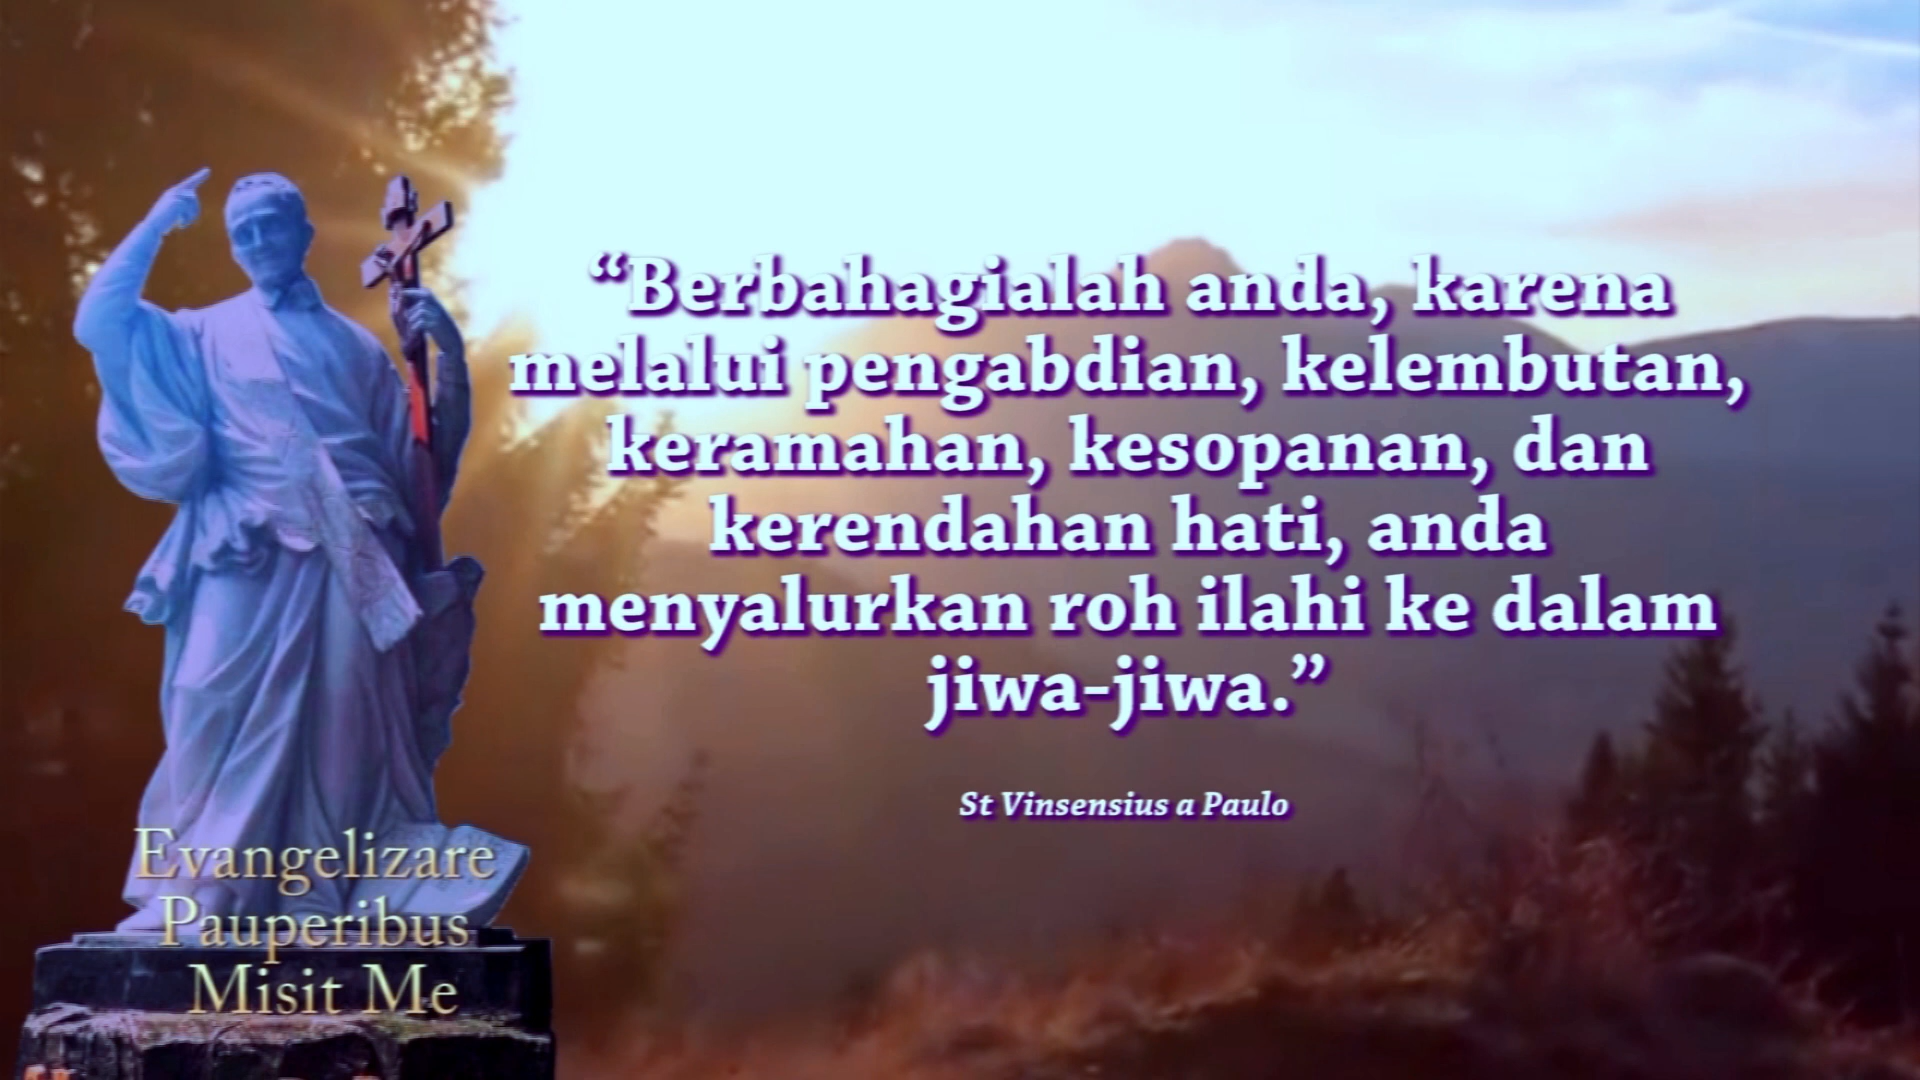 “Berbahagialah anda, karena
melalui pengabdian, kelembutan,
keramahan, kesopanan, dan
kerendahan hati, anda
menyalurkan roh ilahi ke dalam
jiwa-jiwa.”
St Vinsensius a Paulo
Evangelizare
Pauperibus
Misit Me